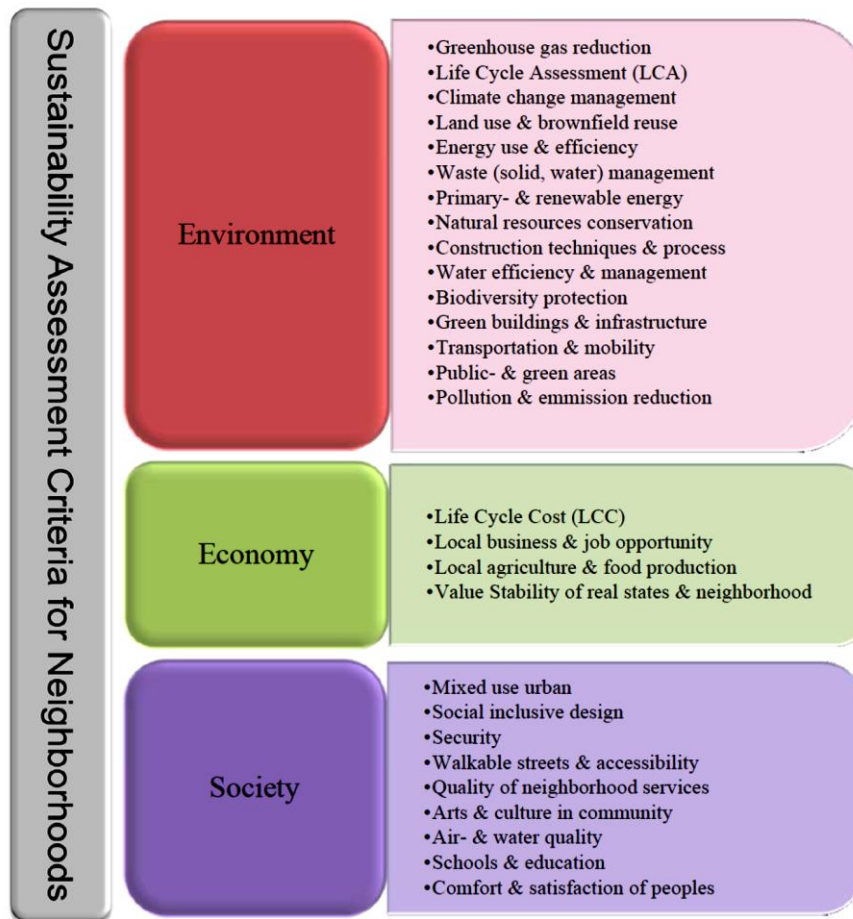 Sustainability Assessment Criteria for Neighborhoods
Environment
•Greenhouse gas reduction
•Life Cycle Assessment (LCA)
•Climate change management
•Land use & brownfield reuse
•Energy use & efficiency
•Waste (solid, water) management
•Primary- & renewable energy
•Natural resources conservation
•Construction techniques & process
•Water efficiency & management
•Biodiversity protection
•Green buildings & infrastructure
•Transportation & mobility
•Public- & green areas
•Pollution & emmission reduction
Economy
•Life Cycle Cost (LCC)
•Local business & job opportunity
•Local agriculture & food production
•Value Stability of real states & neighborhood
Society
•Mixed use urban
•Social inclusive design
•Security
•Walkable streets & accessibility
•Quality of neighborhood services
•Arts & culture in community
•Air- & water quality
•Schools & education
•Comfort & satisfaction of peoples